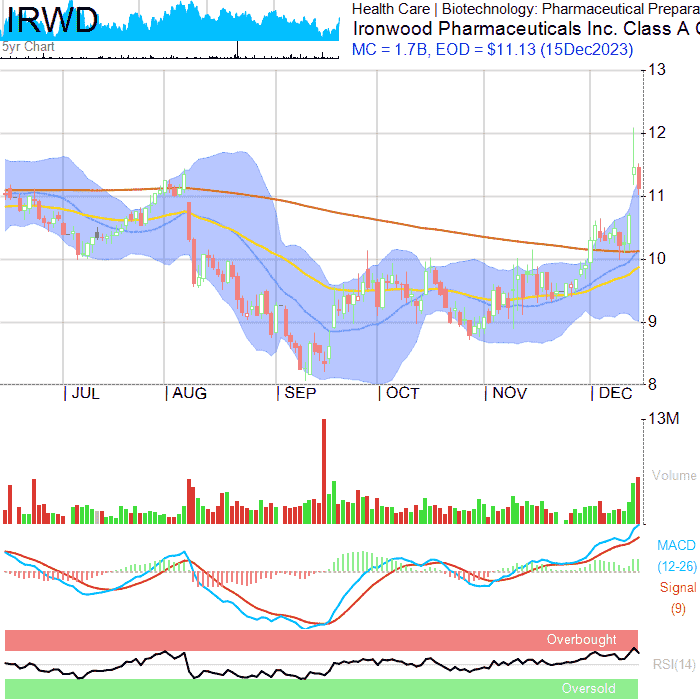 IRWD
5yr Chart
Health Care | Biotechnology: Pharmaceutical Prepara
Ironwood Pharmaceuticals Inc. Class A C
MC = 1.7B, EOD = $11.13 (15Dec2023)
13
12
11
10
9
8
| JUL | AUG | SEP | OCT | NOV | DEC
13M
Volume
MACD
(12-26)
Signal
(9)
Overbought
RSI(14)
Oversold